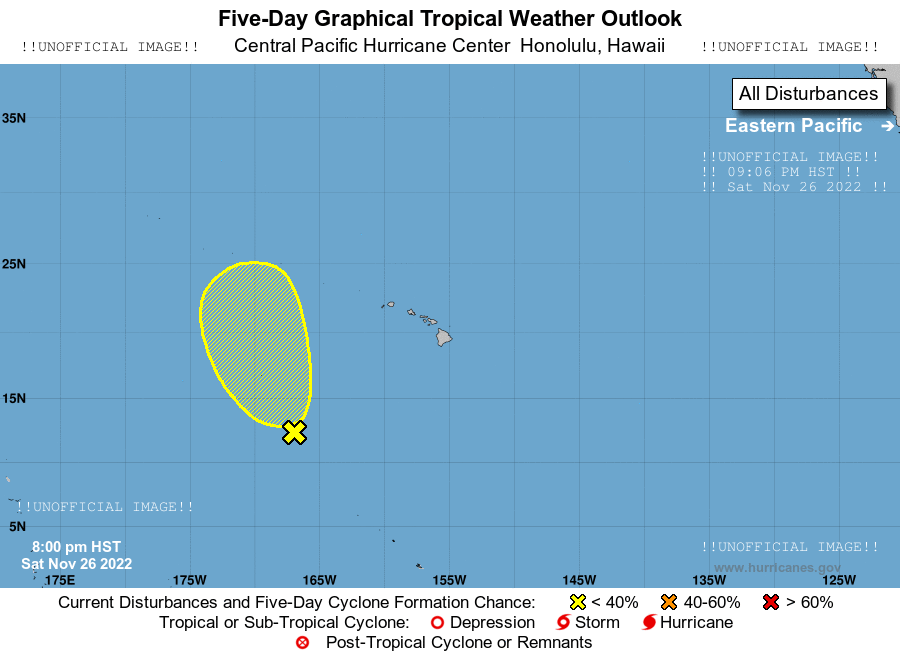 Five-Day Graphical Tropical Weather Outlook
!!UNOFFICIAL IMAGE!! Central Pacific Hurricane Center Honolulu, Hawaii !!UNOFFICIAL IMAGE!!
All Disturbances
35N
Eastern Pacific
!!UNOFFICIAL IMAGE!!
!! 09:06 PM HST !!
!! Sat Nov 26 2022 !!
25N
15N
!!UNOFFICIAL IMAGE!!
5N
8:00 pm HST
!!UNOFFICIAL IMAGE!!
Sat Nov 26 2022
www.hurricanes.gov
175E 175W 165W 155W 145W 135W 125W
Current Disturbances and Five-Day Cyclone Formation Chance: < 40% 40-60% > 60%
Tropical or Sub-Tropical Cyclone: Depression Storm Hurricane
Post-Tropical Cyclone or Remnants